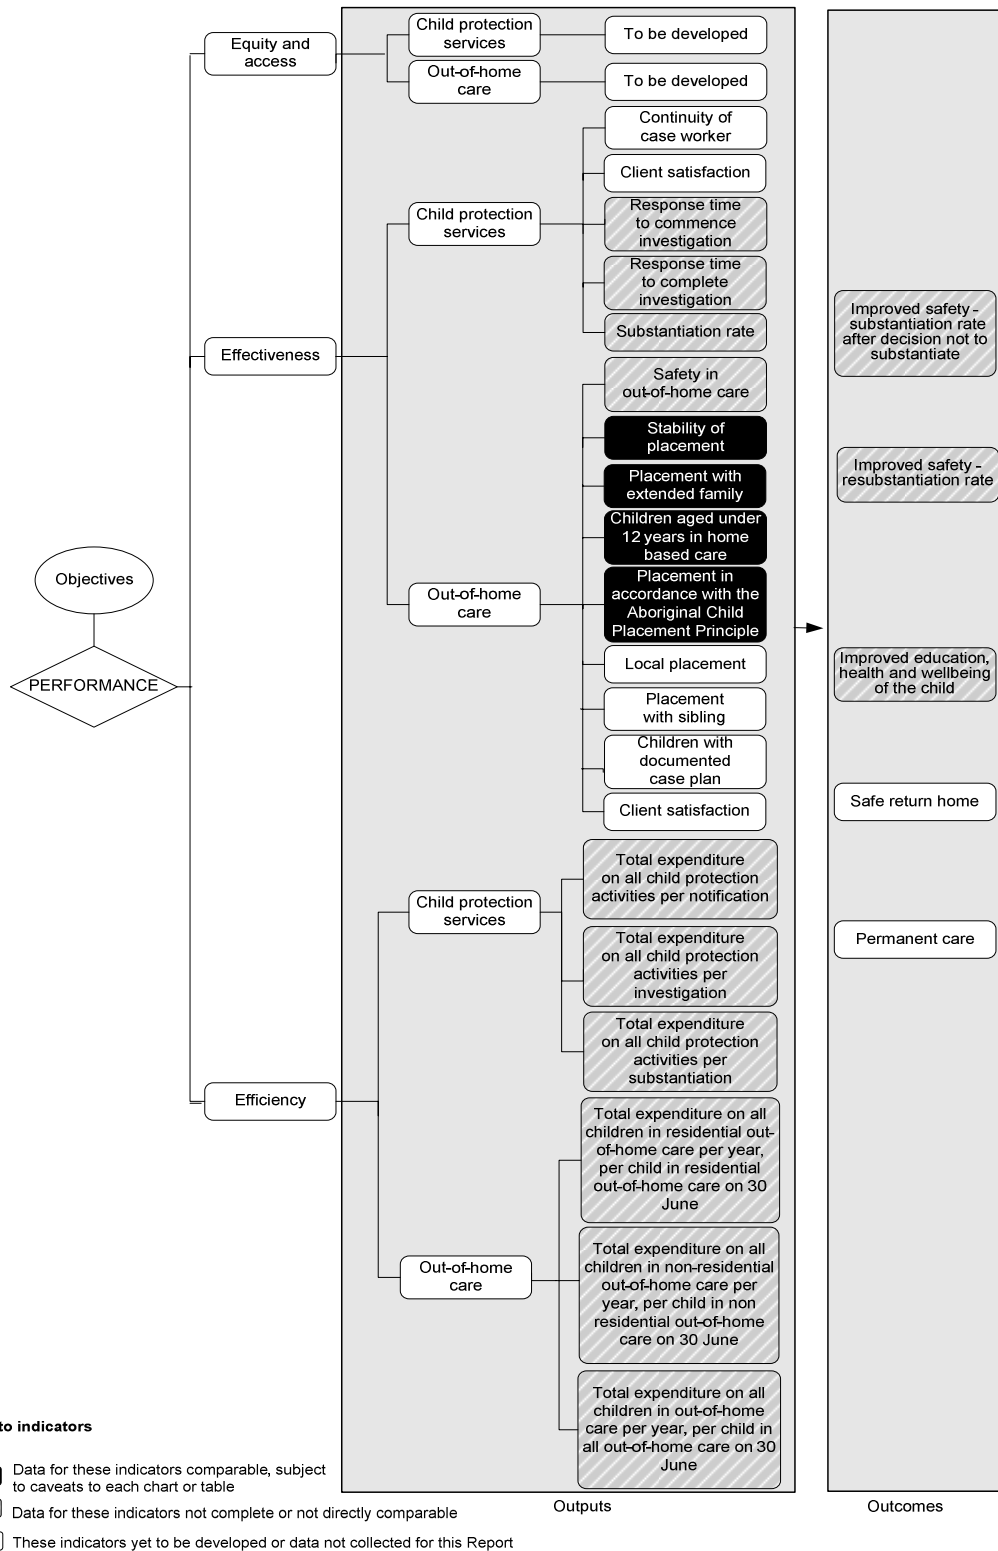 Equity and
access
Child protection
services
To be developed
Out-of-home
care
To be developed
Effectiveness
Child protection
services
Continuity of
case worker
Client satisfaction
Response time
to commence
investigation
Response time
to complete
investigation
Substantiation rate
Out-of-home
care
Safety in
out-of-home care
Stability of
placement
Placement with
extended family
Children aged under
12 years in home
based care
Placement in
accordance with the
Aboriginal Child
Placement Principle
Local placement
Placement
with sibling
Children with
documented
case plan
Client satisfaction
Objectives
PERFORMANCE
Efficiency
Child protection
services
Total expenditure
on all child protection
activities per notification
Total expenditure
on all child protection
activities per
investigation
Total expenditure
on all child protection
activities per
substantiation
Out-of-home
care
Total expenditure on all
children in residential out-
of-home care per year,
per child in residential
out-of-home care on 30
June
Total expenditure on all
children in non-residential
out-of-home care per
year, per child in non
residential out-of-home
care on 30 June
Total expenditure on all
children in out-of-home
care per year, per child in
all out-of-home care on 30
June
Improved safety -
substantiation rate
after decision not to
substantiate
Improved safety -
resubstantiation rate
Improved education,
health and wellbeing
of the child
Safe return home
Permanent care
Outputs
Outcomes
to indicators
Data for these indicators comparable, subject
to caveats to each chart or table
Data for these indicators not complete or not directly comparable
These indicators yet to be developed or data not collected for this Report